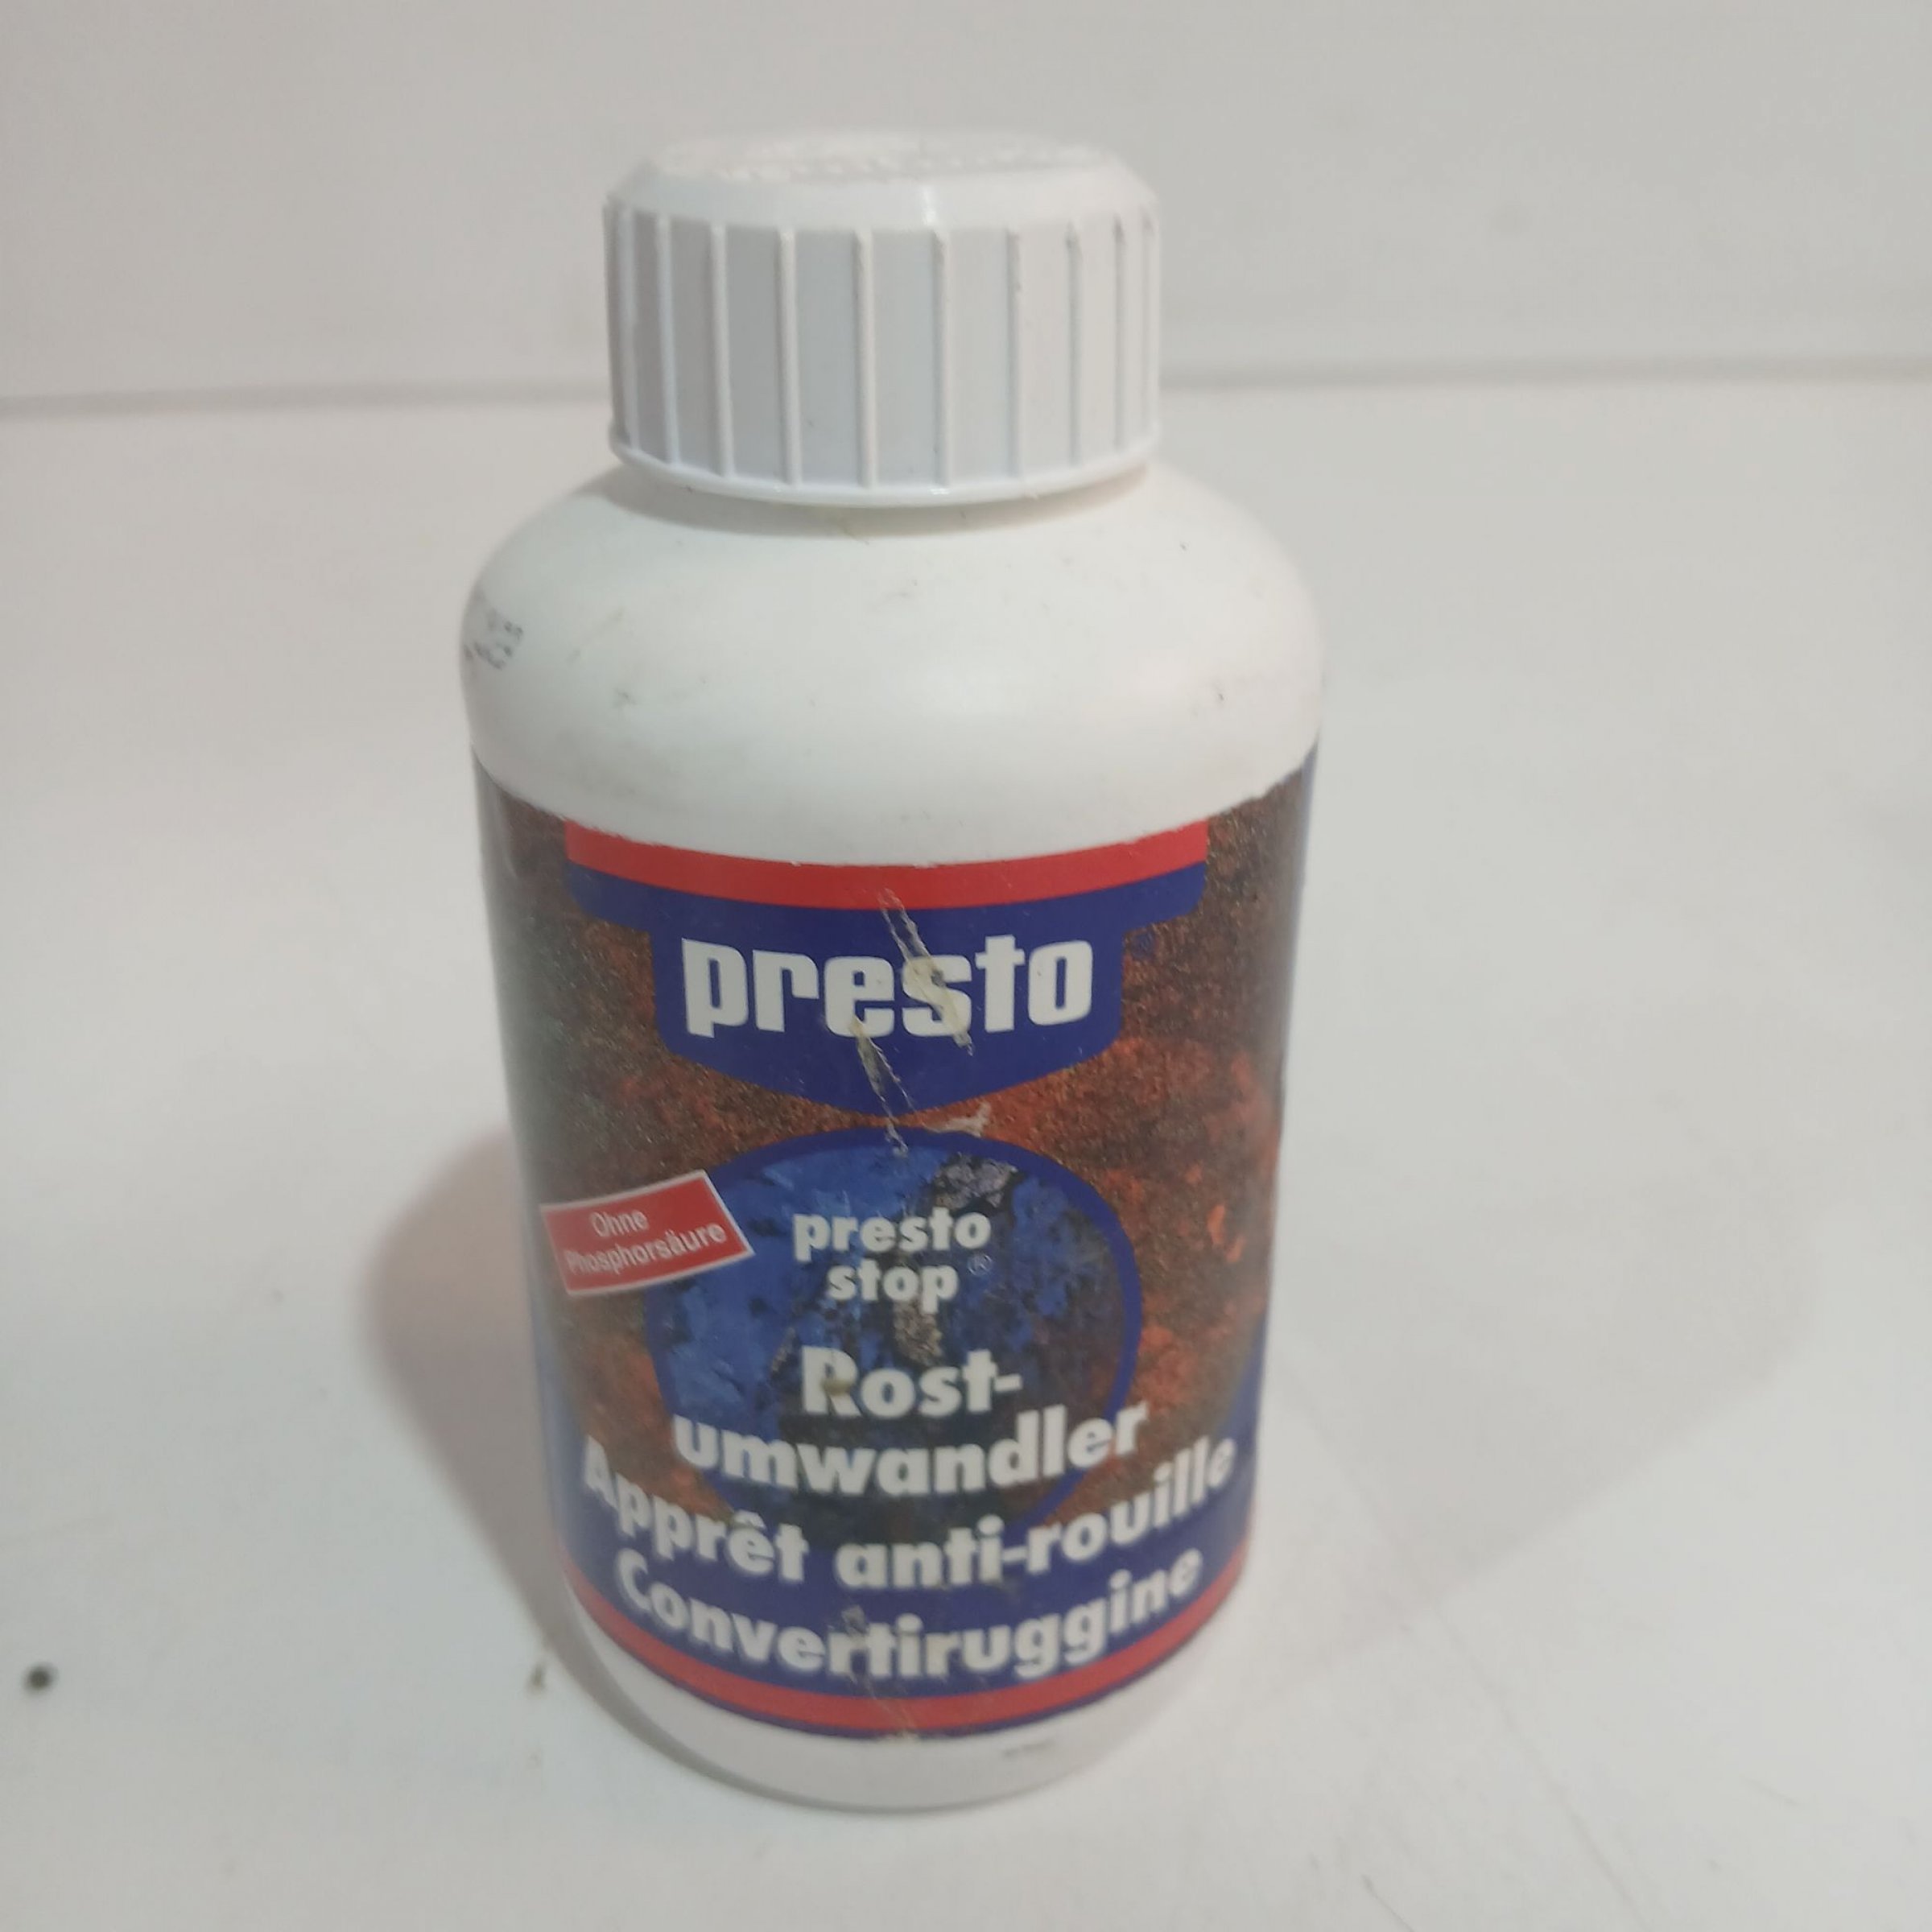 presto
Ohne
Phosphorsäure
presto
stop®
Rost-
umwandler
Apprêt anti-rouille
Convertiruggine